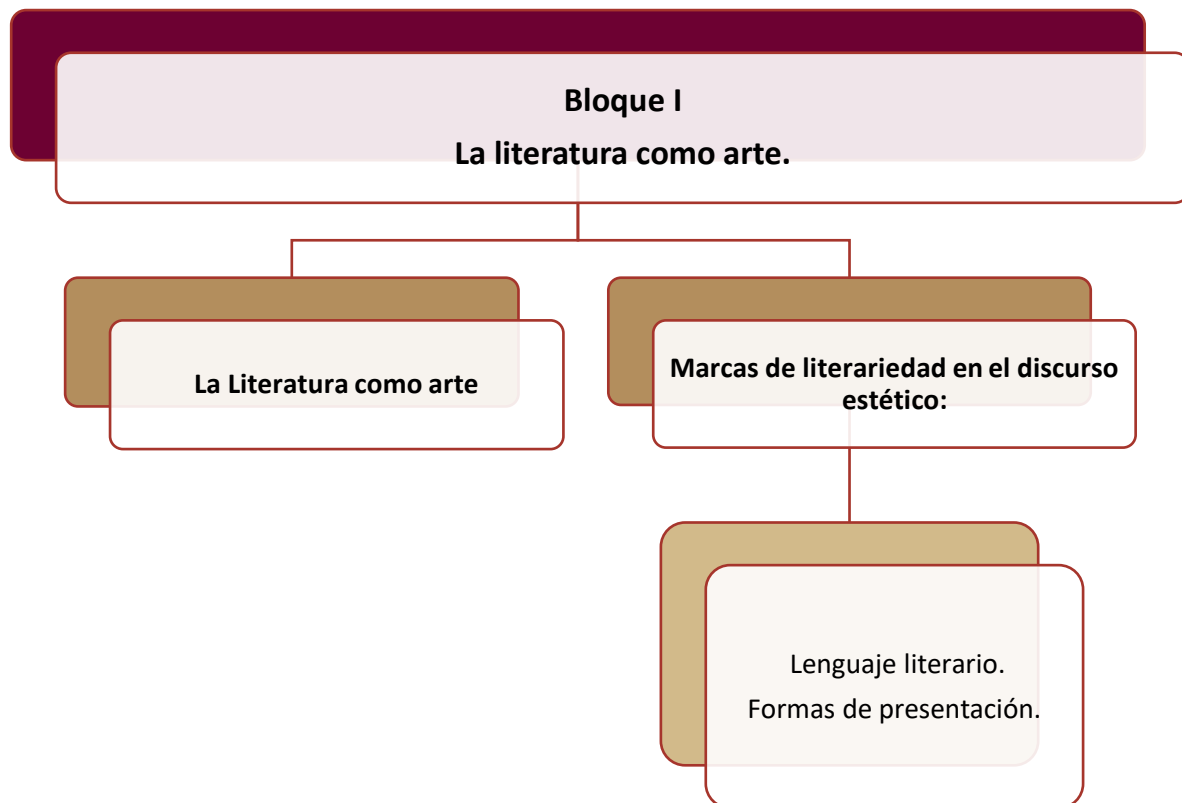 Bloque I
La literatura como arte.
La Literatura como arte
Marcas de literariedad en el discurso
estético:
Lenguaje literario.
Formas de presentación.